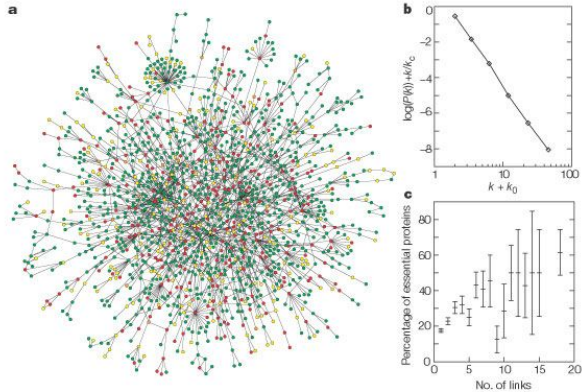 a
b
0
-2
-4
-6
-8
log(P(k))+k/kc
1
10
100
k + k0
c
80
60
40
20
0
Percentage of essential proteins
0
5
10
15
20
No. of links